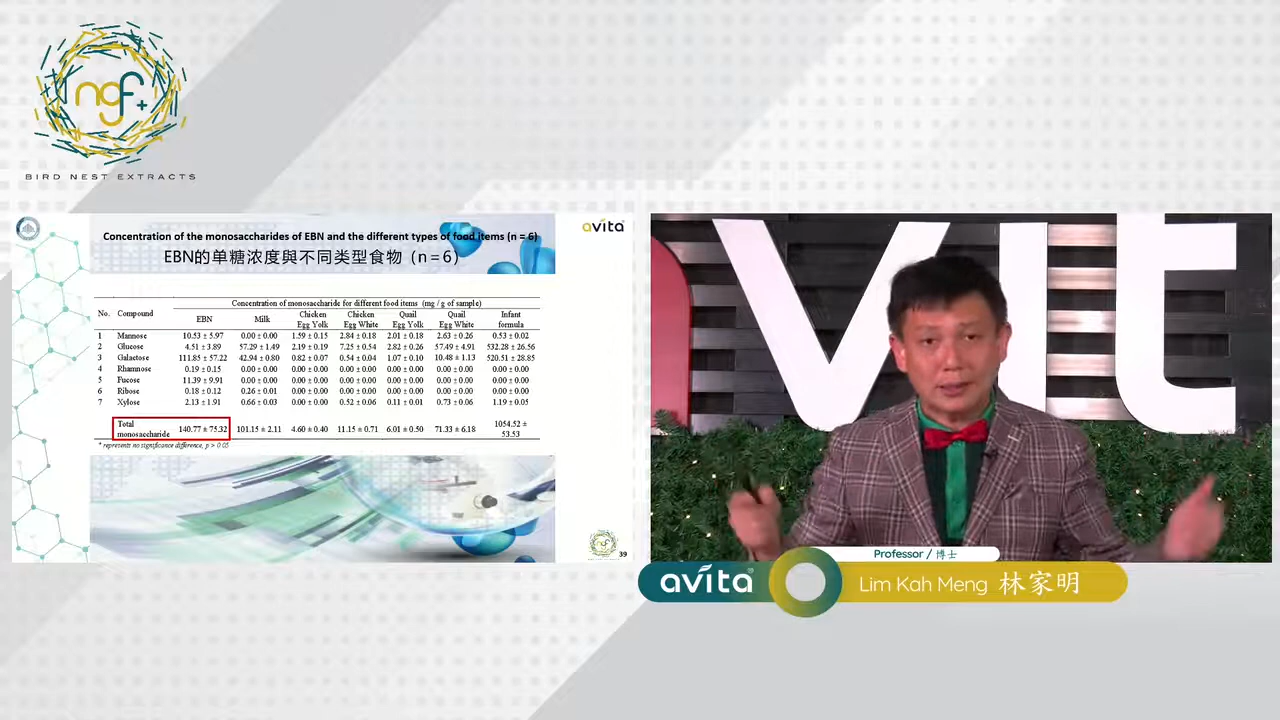 ngf+
BIRD NEST EXTRACTS
Concentration of the monosaccharides of EBN and the different types of food items (n = 6)
EBN的单糖浓度與不同类型食物 (n=6)
avita
Concentration of monosaccharide for different food items (mg / g of sample)
No. Compound EBN Milk Chicken Egg Yolk Chicken Egg White Quail Egg Yolk Quail Egg White Infant formula
1 Mannose 10.53 ± 5.97 0.00 ± 0.00 1.59 ± 0.15 2.84 ± 0.18 2.01 ± 0.18 2.63 ± 0.26 0.53 ± 0.02
2 Glucose 4.51 ± 3.89 57.29 ± 1.49 2.19 ± 0.19 7.25 ± 0.54 2.82 ± 0.26 57.49 ± 4.91 532.28 ± 26.56
3 Galactose 111.85 ± 57.22 42.94 ± 0.80 0.82 ± 0.07 0.54 ± 0.04 1.07 ± 0.10 10.48 ± 1.13 520.51 ± 28.85
4 Rhamnose 0.19 ± 0.15 0.00 ± 0.00 0.00 ± 0.00 0.00 ± 0.00 0.00 ± 0.00 0.00 ± 0.00 0.00 ± 0.00
5 Fucose 11.39 ± 9.91 0.00 ± 0.00 0.00 ± 0.00 0.00 ± 0.00 0.00 ± 0.00 0.00 ± 0.00 0.00 ± 0.00
6 Ribose 0.18 ± 0.12 0.26 ± 0.01 0.00 ± 0.00 0.00 ± 0.00 0.00 ± 0.00 0.00 ± 0.00 0.00 ± 0.00
7 Xylose 2.13 ± 1.91 0.66 ± 0.03 0.00 ± 0.00 0.52 ± 0.06 0.11 ± 0.01 0.73 ± 0.06 1.19 ± 0.05
Total monosaccharide 140.77 ± 75.32 101.15 ± 2.11 4.60 ± 0.40 11.15 ± 0.71 6.01 ± 0.50 71.33 ± 6.18 1054.52 ± 53.53
* represents no significance difference, p > 0.05
39
vit
Professor / 博士
avita
Lim Kah Meng 林家明